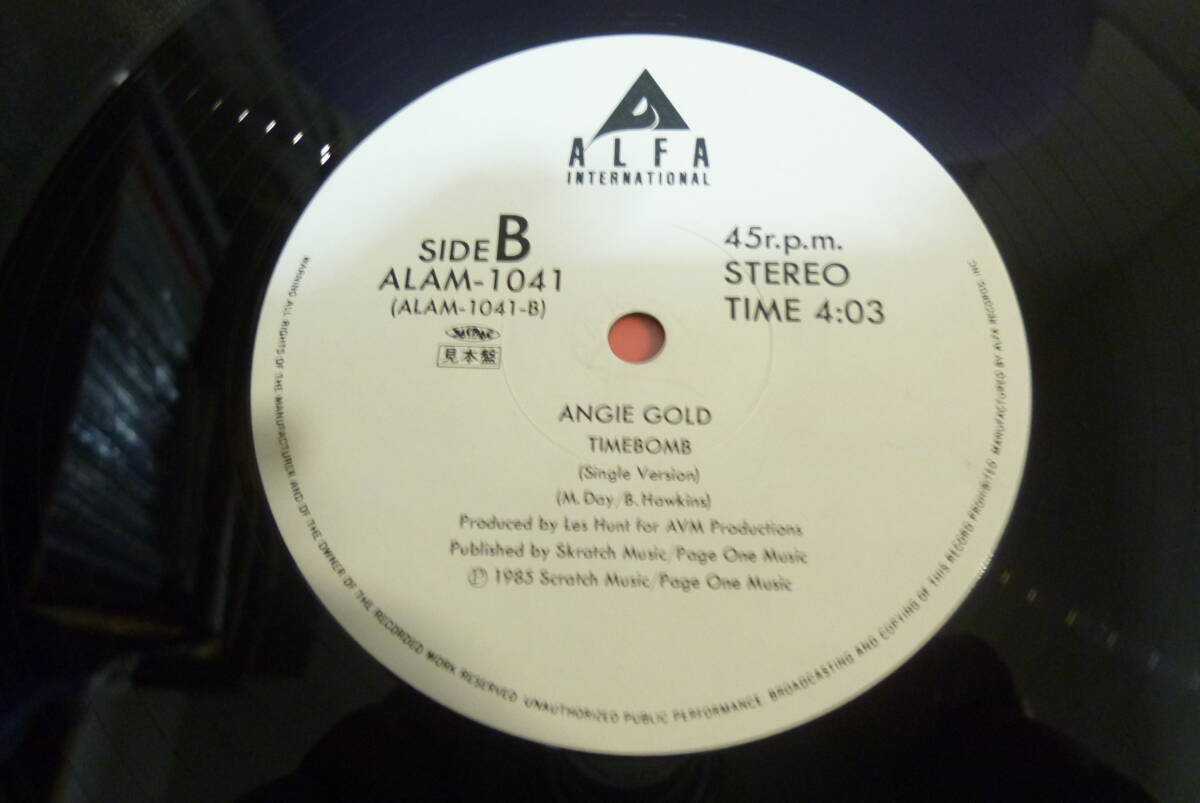 ALFA
INTERNATIONAL
SIDE B
ALAM-1041
(ALAM-1041-B)
見本盤
45r.p.m.
STEREO
TIME 4:03
ANGIE GOLD
TIMEBOMB
(Single Version)
(M. Day/B. Hawkins)
Produced by Les Hunt for AVM Productions
Published by Skratch Music/Page One Music
Ⓟ 1985 Scratch Music/Page One Music
WARNING ALL RIGHTS OF THE MANUFACTURER AND/OF THE OWNER OF THE RECORDED WORK RESERVED. UNAUTHORIZED PUBLIC PERFORMANCE. BROADCASTING AND COPYING OF THIS RECORD PROHIBITED. MANUFACTURED BY ALFA RECORDS, INC.